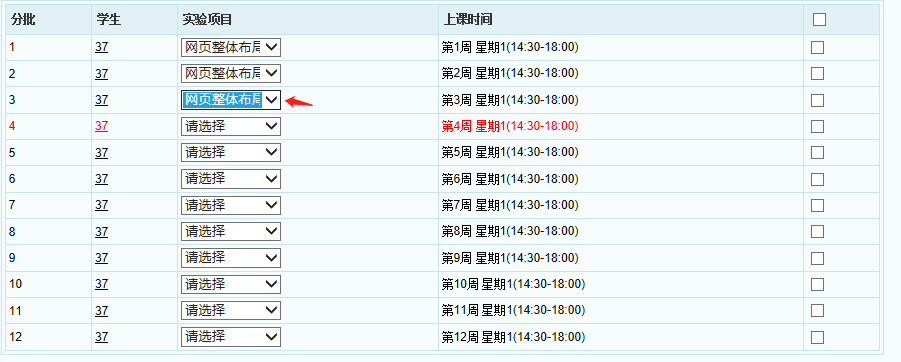 分批 学生 实验项目 上课时间
1 37 网页整体布局 第1周 星期1(14:30-18:00)
2 37 网页整体布局 第2周 星期1(14:30-18:00)
3 37 网页整体布局 第3周 星期1(14:30-18:00)
4 37 请选择 第4周 星期1(14:30-18:00)
5 37 请选择 第5周 星期1(14:30-18:00)
6 37 请选择 第6周 星期1(14:30-18:00)
7 37 请选择 第7周 星期1(14:30-18:00)
8 37 请选择 第8周 星期1(14:30-18:00)
9 37 请选择 第9周 星期1(14:30-18:00)
10 37 请选择 第10周 星期1(14:30-18:00)
11 37 请选择 第11周 星期1(14:30-18:00)
12 37 请选择 第12周 星期1(14:30-18:00)